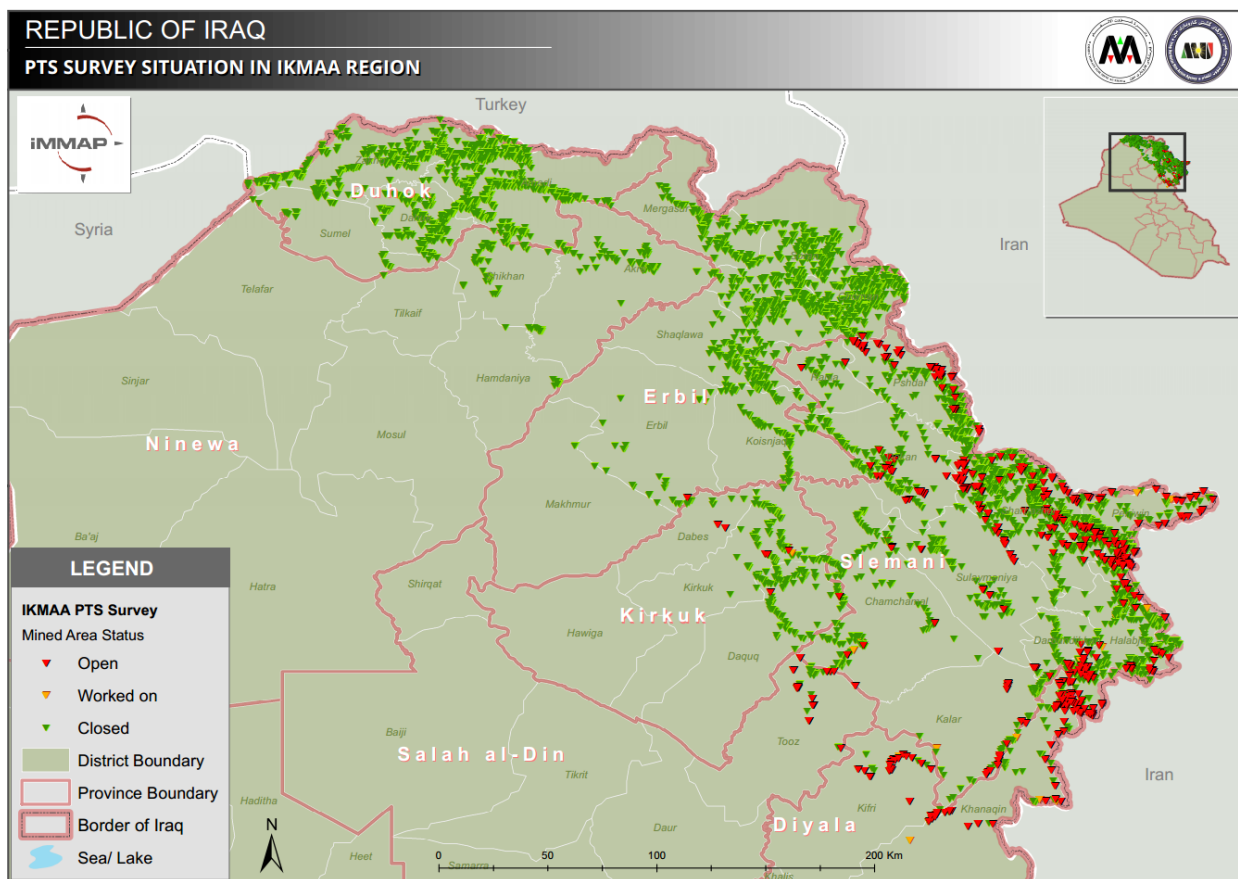 REPUBLIC OF IRAQ
PTS SURVEY SITUATION IN IKMAA REGION
iMMAP
Turkey
Syria
Iran
Duhok
Mergasur
Sumel
Akre
Telafar
Tilkaif
Shaqlawa
Sinjar
Hamdaniya
Pshdar
Erbil
Erbil
Koisnjaq
Ninewa
Mosul
Makhmur
Dabes
Ba'aj
Slemani
Sulaymaniya
Hatra
Shirqat
Kirkuk
Kirkuk
Chamchamal
Hawiga
Daquq
Halabja
Kalar
Baiji
Salah al-Din
Tooz
Tikrit
Iran
Haditha
Kifri
Khanaqin
Diyala
Daur
Heet
Samarra
Khalis
LEGEND
IKMAA PTS Survey
Mined Area Status
Open
Worked on
Closed
District Boundary
Province Boundary
Border of Iraq
Sea/ Lake
N
0 50 100 200 Km